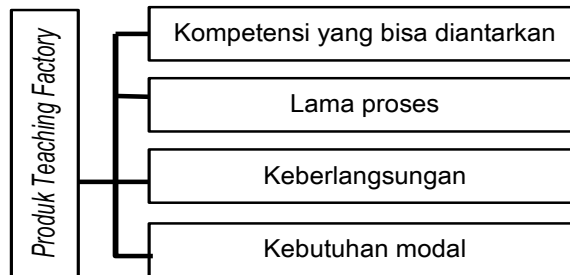 Produk Teaching Factory
Kompetensi yang bisa diantarkan
Lama proses
Keberlangsungan
Kebutuhan modal